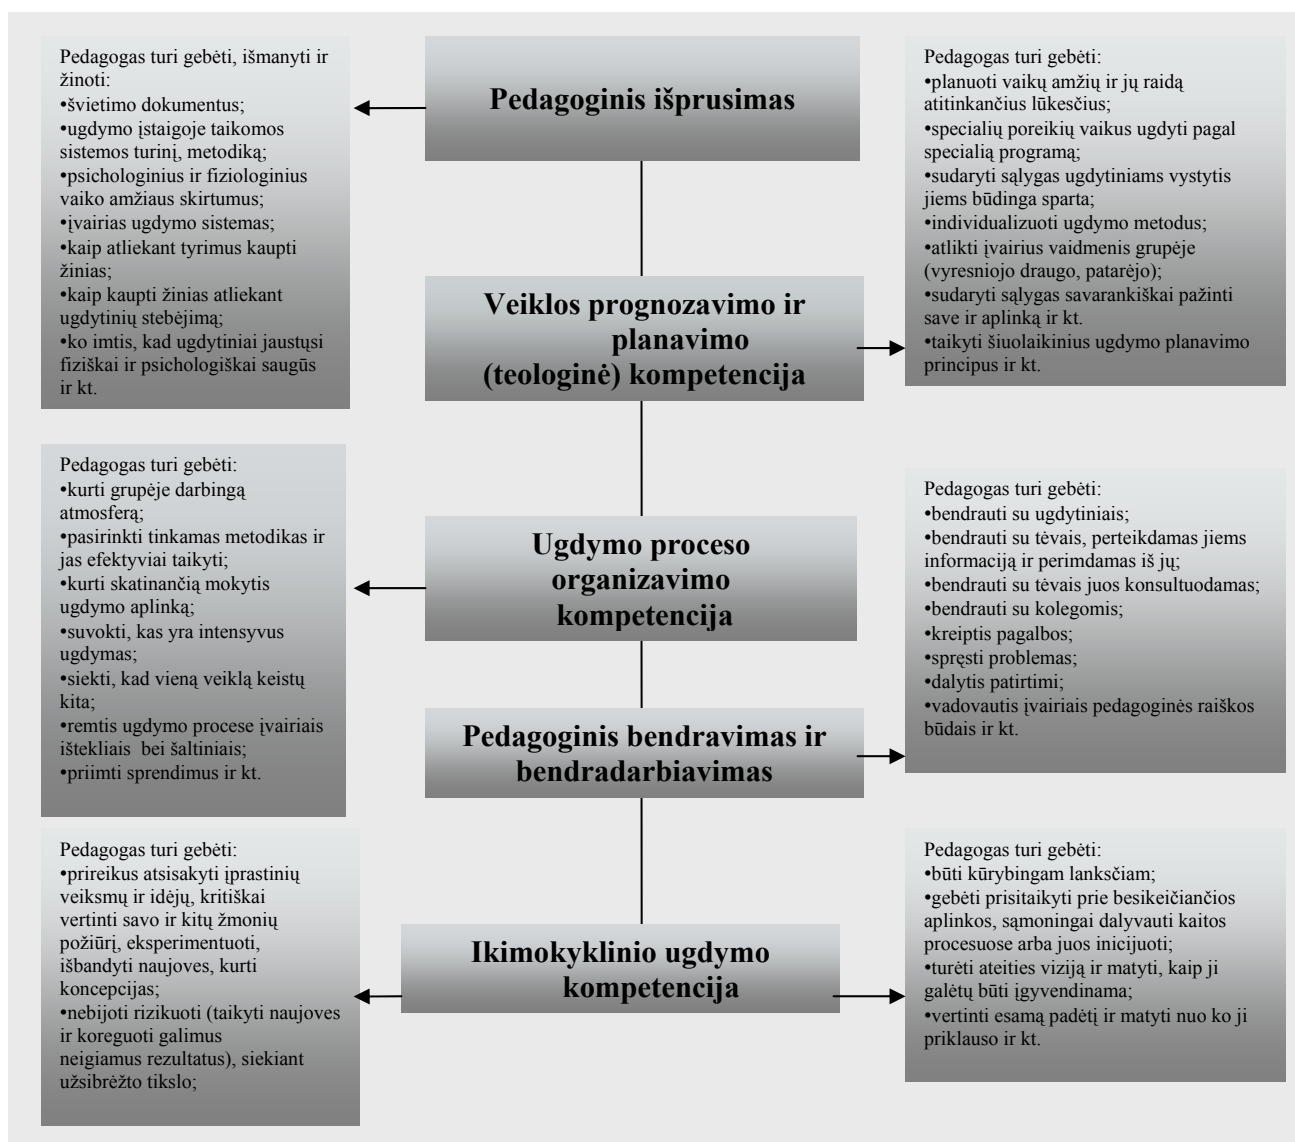 Pedagoginis išprusimas
Pedagogas turi gebėti, išmanyti ir
žinoti:
•švietimo dokumentus;
•ugdymo įstaigoje taikomos
sistemos turinį, metodiką;
•psichologinius ir fiziologinius
vaiko amžiaus skirtumus;
•įvairias ugdymo sistemas;
•kaip atliekant tyrimus kaupti
žinias;
•kaip kaupti žinias atliekant
ugdytinių stebėjimą;
•ko imtis, kad ugdytiniai jaustųsi
fiziškai ir psichologiškai saugūs
ir kt.
Veiklos prognozavimo ir
planavimo
(teologinė) kompetencija
Pedagogas turi gebėti:
•planuoti vaikų amžių ir jų raidą
atitinkančius lūkesčius;
•specialių poreikių vaikus ugdyti pagal
specialią programą;
•sudaryti sąlygas ugdytiniams vystytis
jiems būdinga sparta;
•individualizuoti ugdymo metodus;
•atlikti įvairius vaidmenis grupėje
(vyresniojo draugo, patarėjo);
•sudaryti sąlygas savarankiškai pažinti
save ir aplinką ir kt.
•taikyti šiuolaikinius ugdymo planavimo
principus ir kt.
Ugdymo proceso
organizavimo
kompetencija
Pedagogas turi gebėti:
•kurti grupėje darbingą
atmosferą;
•pasirinkti tinkamas metodikas ir
jas efektyviai taikyti;
•kurti skatinančią mokytis
ugdymo aplinką;
•suvokti, kas yra intensyvus
ugdymas;
•siekti, kad vieną veiklą keistų
kita;
•remtis ugdymo procese įvairiais
ištekliais bei šaltiniais;
•priimti sprendimus ir kt.
Pedagoginis bendravimas ir
bendradarbiavimas
Pedagogas turi gebėti:
•bendrauti su ugdytiniais;
•bendrauti su tėvais, perteikdamas jiems
informaciją ir perimdamas iš jų;
•bendrauti su tėvais juos konsultuodamas;
•bendrauti su kolegomis;
•kreiptis pagalbos;
•spręsti problemas;
•dalytis patirtimi;
•vadovautis įvairiais pedagoginės raiškos
būdais ir kt.
Ikimokyklinio ugdymo
kompetencija
Pedagogas turi gebėti:
•prireikus atsisakyti įprastinių
veiksmų ir idėjų, kritiškai
vertinti savo ir kitų žmonių
požiūrį, eksperimentuoti,
išbandyti naujoves, kurti
koncepcijas;
•nebijoti rizikuoti (taikyti naujoves
ir koreguoti galimus
neigiamus rezultatus), siekiant
užsibrėžto tikslo;
Pedagogas turi gebėti:
•būti kūrybingam lanksčiam;
•gebėti prisitaikyti prie besikeičiančios
aplinkos, sąmoningai dalyvauti kaitos
procesuose arba juos inicijuoti;
•turėti ateities viziją ir matyti, kaip ji
galėtų būti įgyvendinama;
•vertinti esamą padėtį ir matyti nuo ko ji
priklauso ir kt.